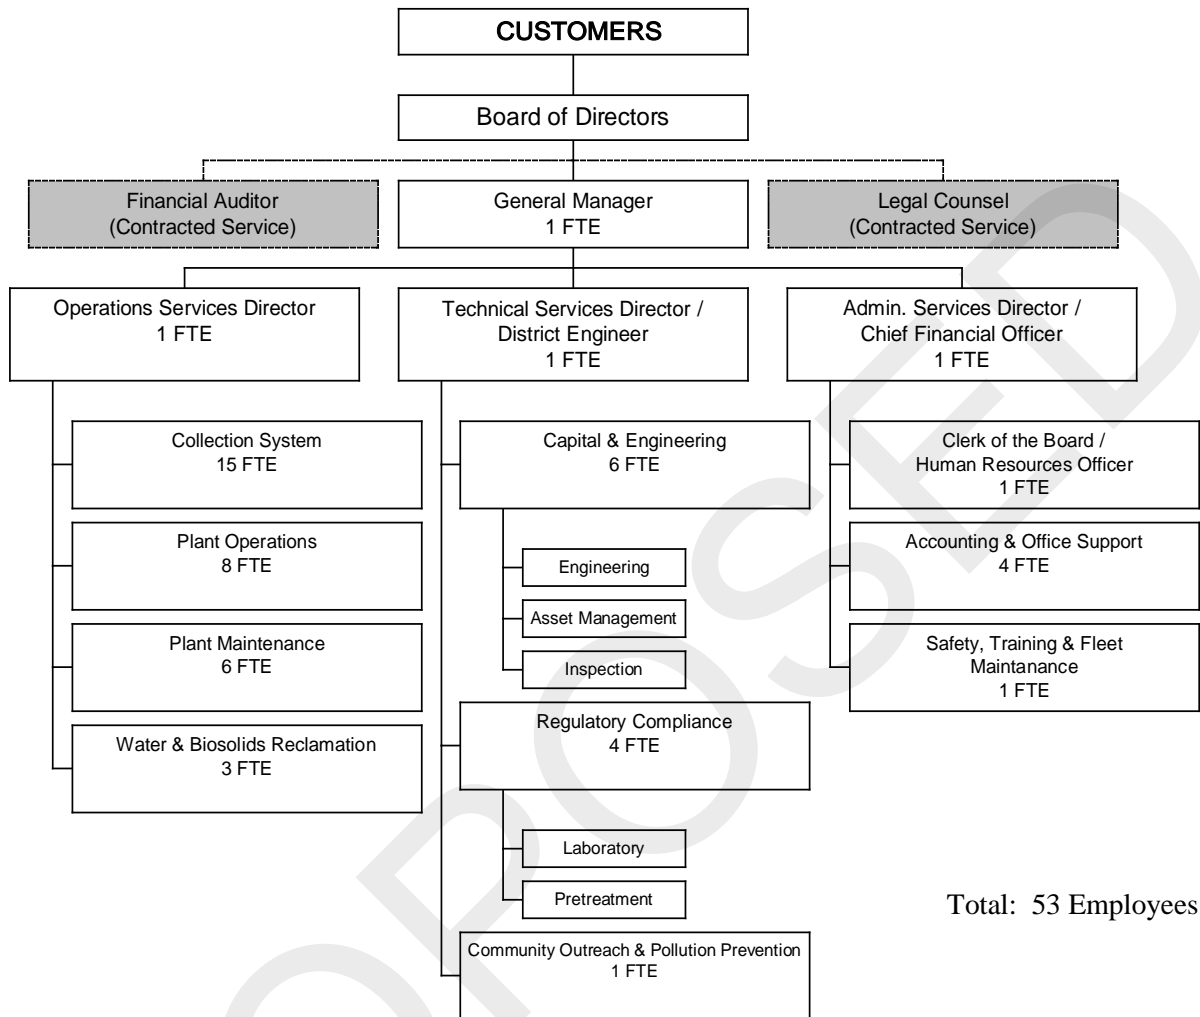 CUSTOMERS
Board of Directors
Financial Auditor
(Contracted Service)
General Manager
1 FTE
Legal Counsel
(Contracted Service)
Operations Services Director
1 FTE
Technical Services Director /
District Engineer
1 FTE
Admin. Services Director /
Chief Financial Officer
1 FTE
Collection System
15 FTE
Plant Operations
8 FTE
Plant Maintenance
6 FTE
Water & Biosolids Reclamation
3 FTE
Capital & Engineering
6 FTE
Engineering
Asset Management
Inspection
Regulatory Compliance
4 FTE
Laboratory
Pretreatment
Community Outreach & Pollution Prevention
1 FTE
Clerk of the Board /
Human Resources Officer
1 FTE
Accounting & Office Support
4 FTE
Safety, Training & Fleet
Maintanance
1 FTE
Total: 53 Employees
OPOSED